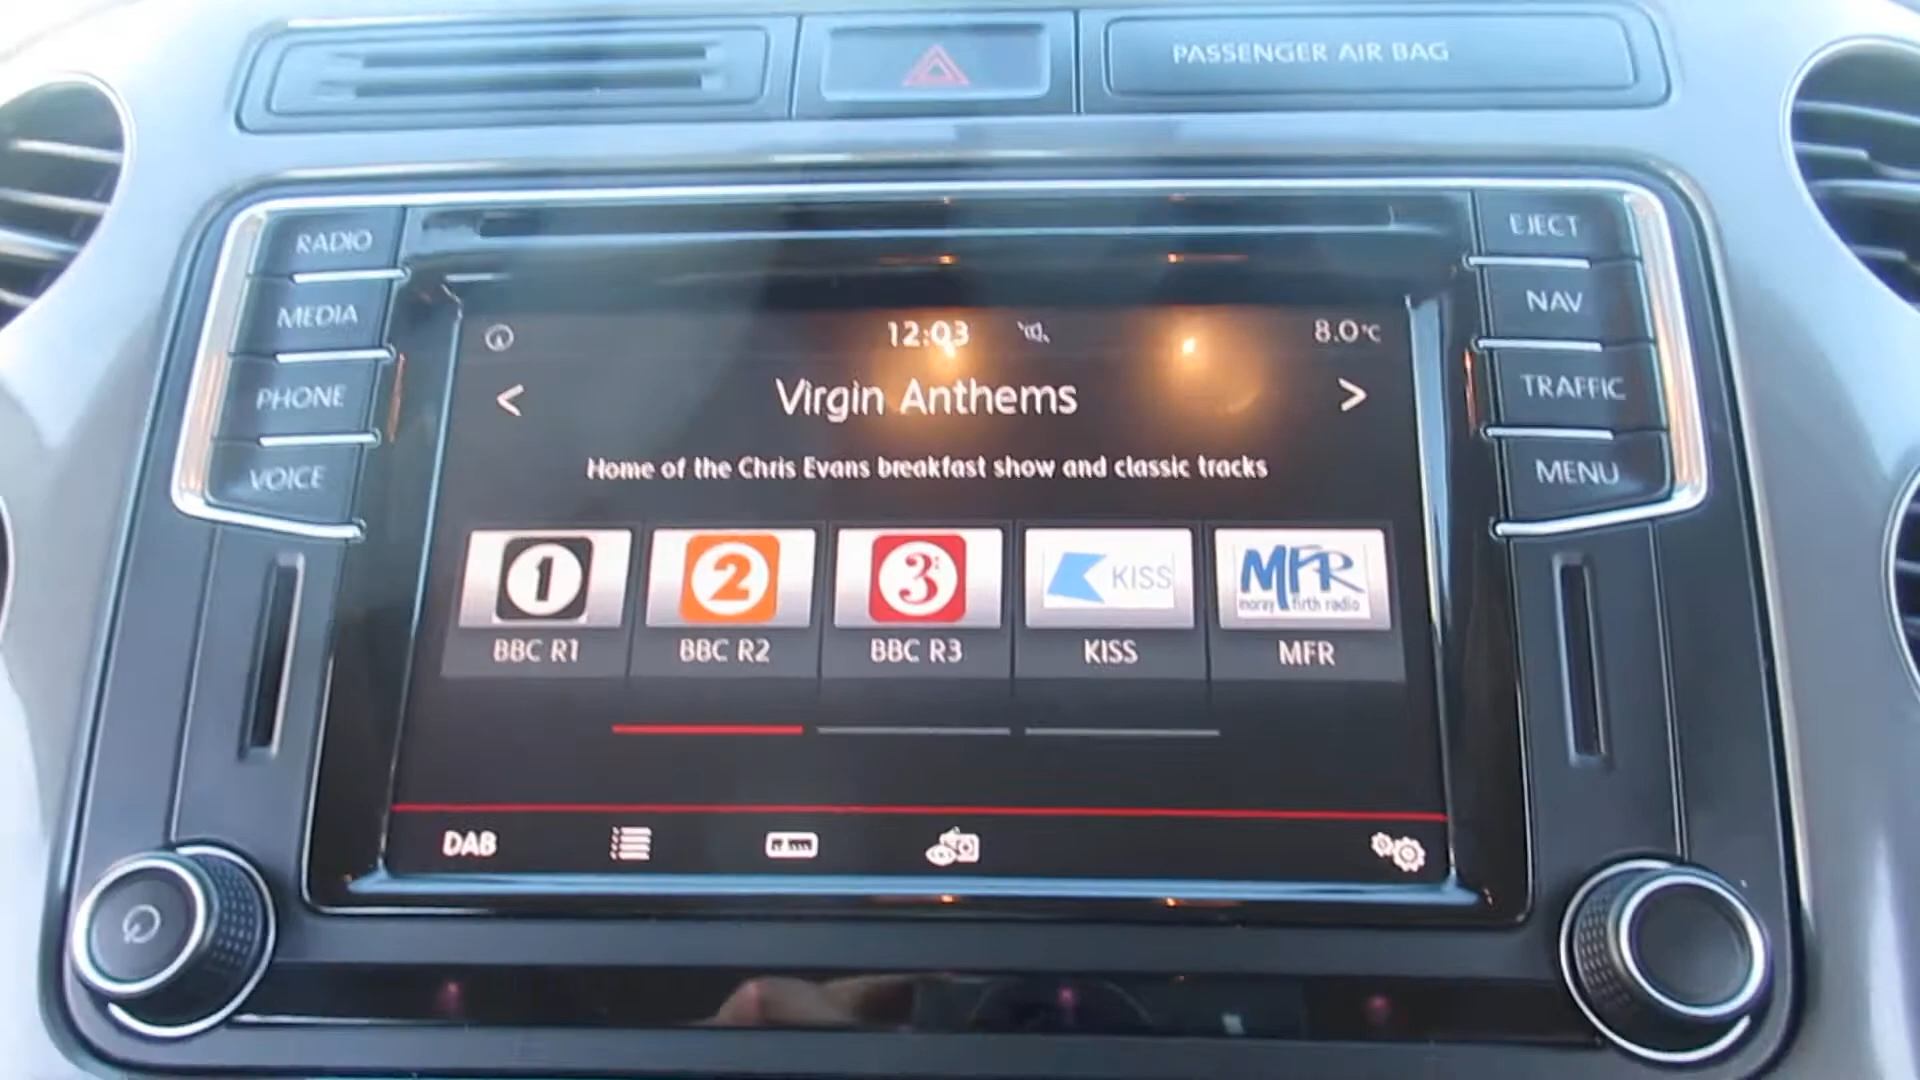 PASSENGER AIR BAG
RADIO
MEDIA
PHONE
VOICE
EJECT
NAV
TRAFFIC
MENU
12:03
8.0°C
< Virgin Anthems >
Home of the Chris Evans breakfast show and classic tracks
1
2
3
KISS
MFR
moray firth radio
BBC R1
BBC R2
BBC R3
KISS
MFR
DAB